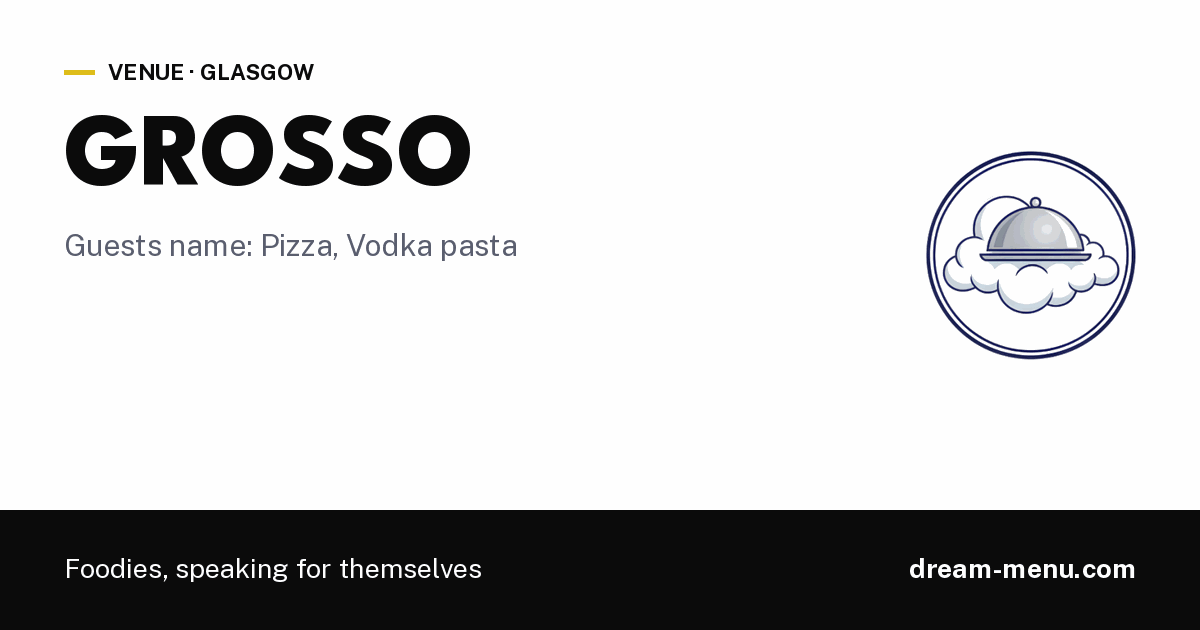 VENUE · GLASGOW
GROSSO
Guests name: Pizza, Vodka pasta
Foodies, speaking for themselves
dream-menu.com